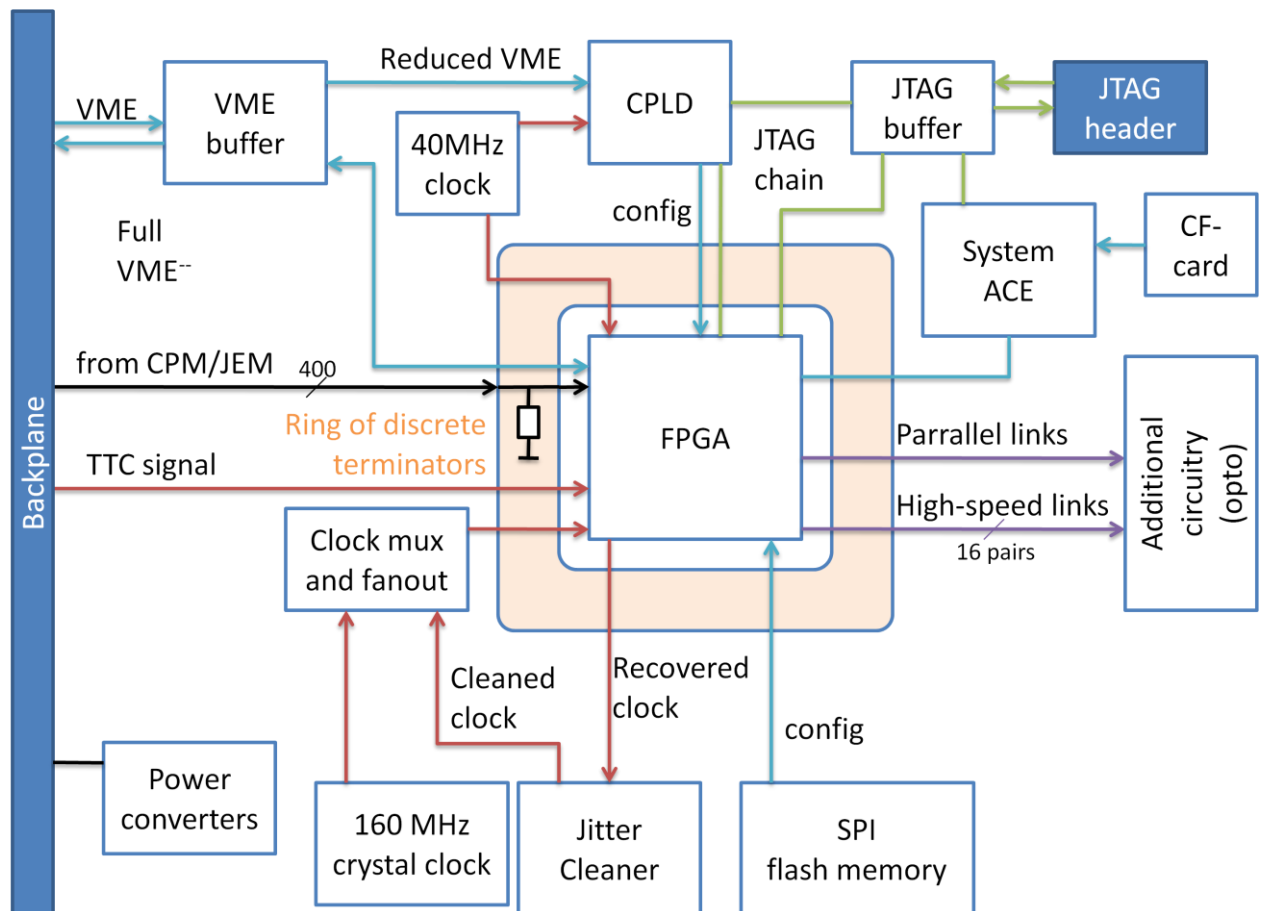 Reduced VME
VME
VME
buffer
CPLD
JTAG
buffer
JTAG
header
40MHz
clock
JTAG
chain
config
Full
VME--
System
ACE
CF-
card
from CPM/JEM
400
Ring of discrete
terminators
FPGA
Parrallel links
TTC signal
High-speed links
16 pairs
Additional
circuitry
(opto)
Backplane
Clock mux
and fanout
Cleaned
clock
Recovered
clock
config
Power
converters
160 MHz
crystal clock
Jitter
Cleaner
SPI
flash memory